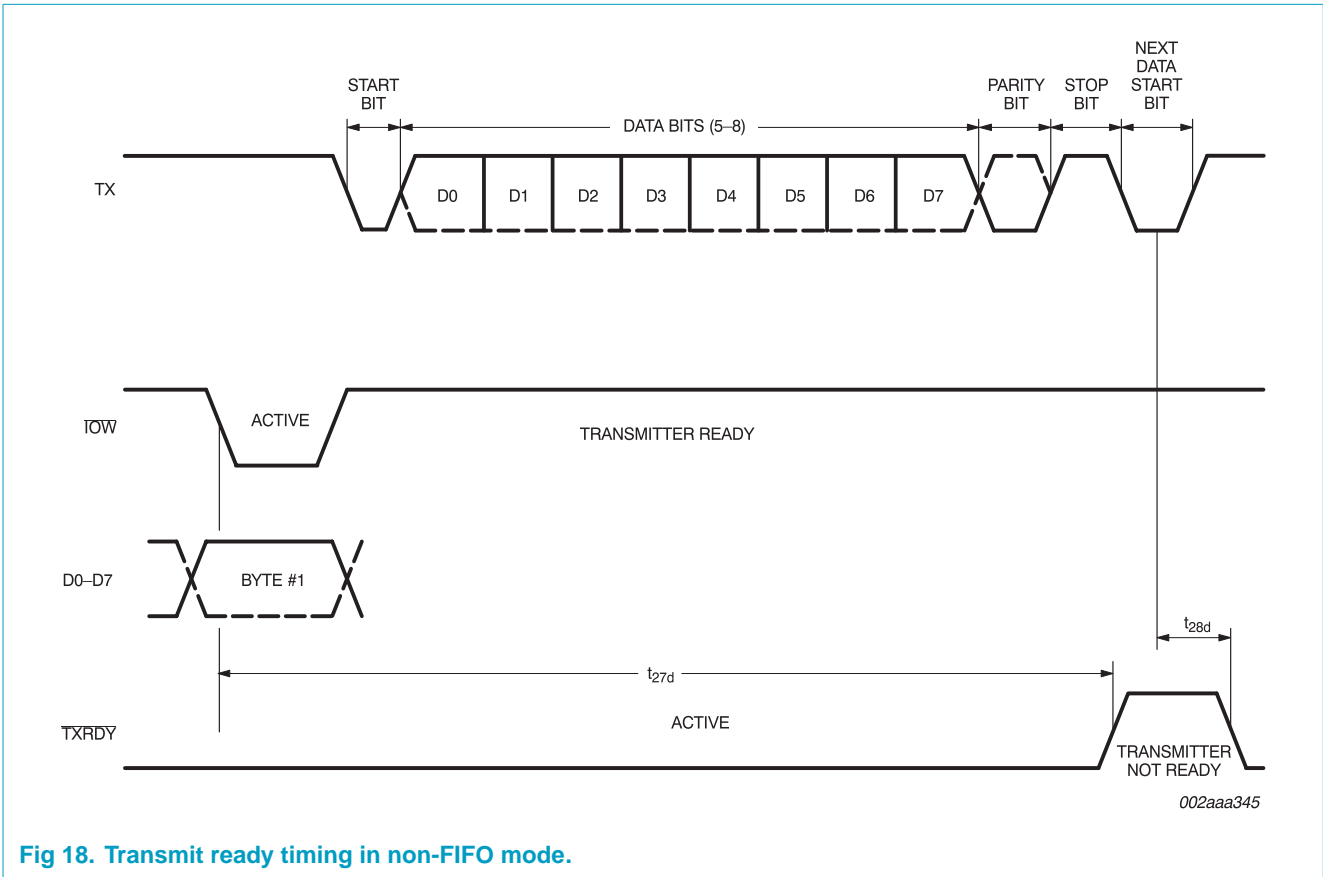 START
BIT
DATA BITS (5–8)
PARITY
BIT
STOP
BIT
NEXT
DATA
START
BIT
TX
D0
D1
D2
D3
D4
D5
D6
D7
IOW
ACTIVE
TRANSMITTER READY
D0–D7
BYTE #1
t28d
t27d
TXRDY
ACTIVE
TRANSMITTER
NOT READY
002aaa345
Fig 18. Transmit ready timing in non-FIFO mode.